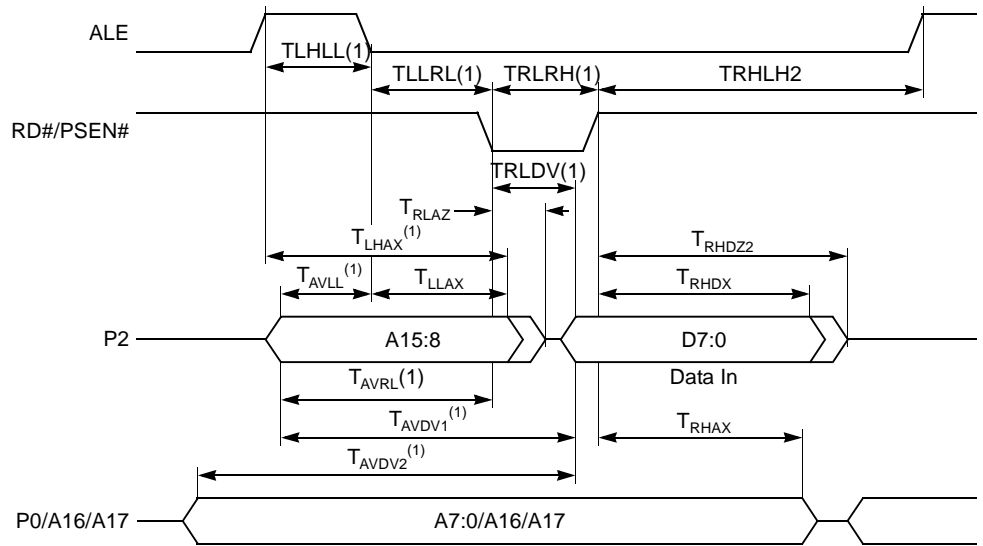 ALE
TLHLL(1)
TLLRL(1) TRLRH(1) TRHLH2
RD#/PSEN#
TRLDV(1)
TRLAZ
TLHAX(1) TRHDZ2
TAVLL(1) TLLAX TRHDX
P2 A15:8 D7:0
TAVRL(1) Data In
TAVDV1(1) TRHAX
TAVDV2(1)
P0/A16/A17 A7:0/A16/A17